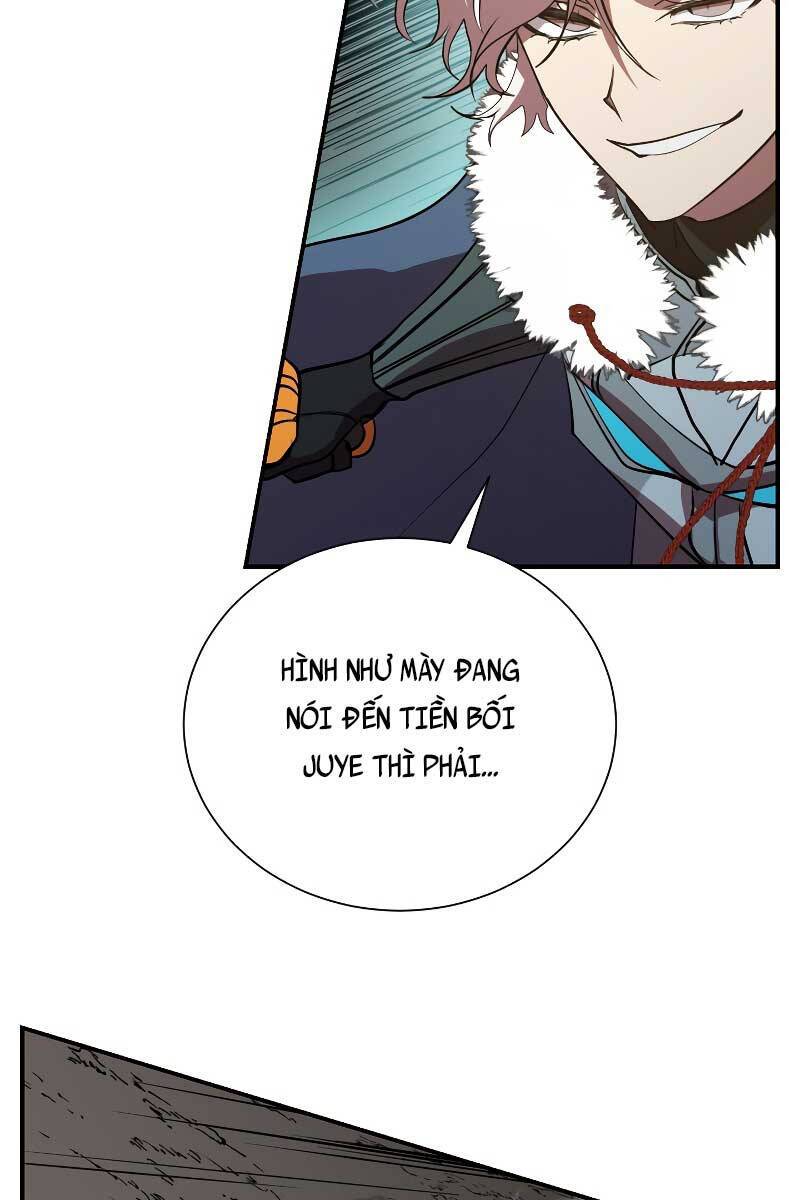 HÌNH NHƯ MÀY ĐANG
NÓI ĐẾN TIỀN BỐI
JUYE THÌ PHẢI...